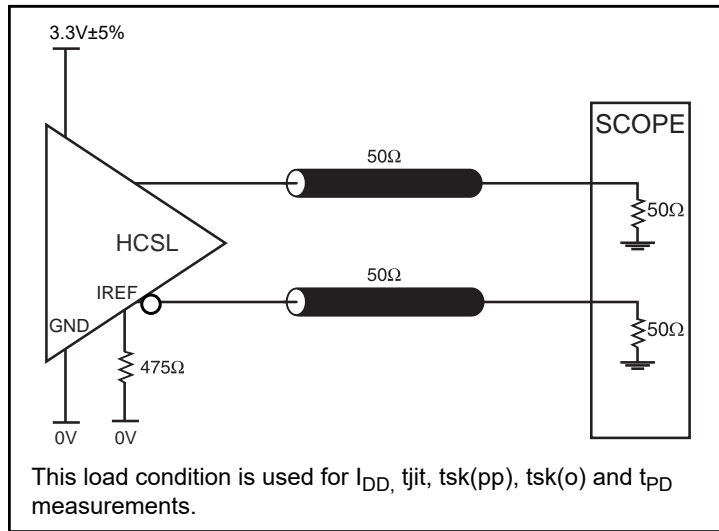 3.3V±5%
SCOPE
50Ω
50Ω
HCSL
IREF
50Ω
50Ω
GND
475Ω
0V
0V
This load condition is used for IDD, tjit, tsk(pp), tsk(o) and tPD
measurements.